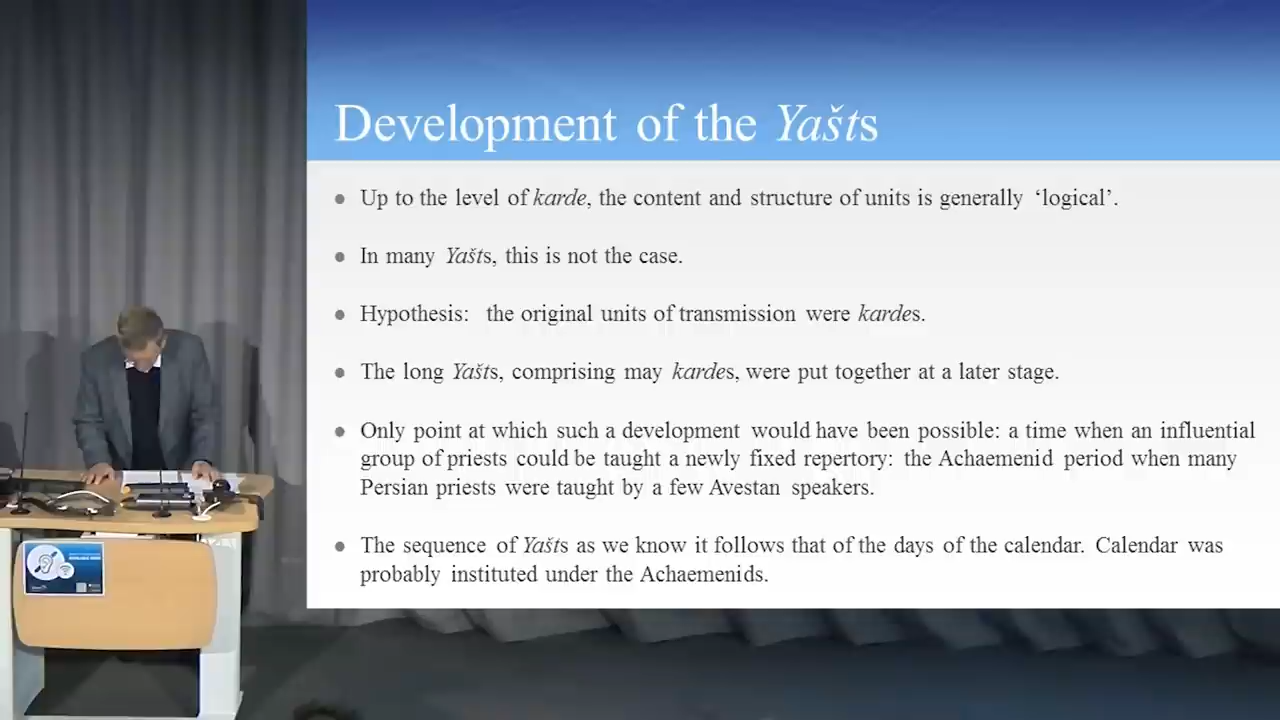 Development of the Yašts
Up to the level of karde, the content and structure of units is generally ‘logical’.
In many Yašts, this is not the case.
Hypothesis: the original units of transmission were kardes.
The long Yašts, comprising may kardes, were put together at a later stage.
Only point at which such a development would have been possible: a time when an influential
group of priests could be taught a newly fixed repertory: the Achaemenid period when many
Persian priests were taught by a few Avestan speakers.
The sequence of Yašts as we know it follows that of the days of the calendar. Calendar was
probably instituted under the Achaemenids.